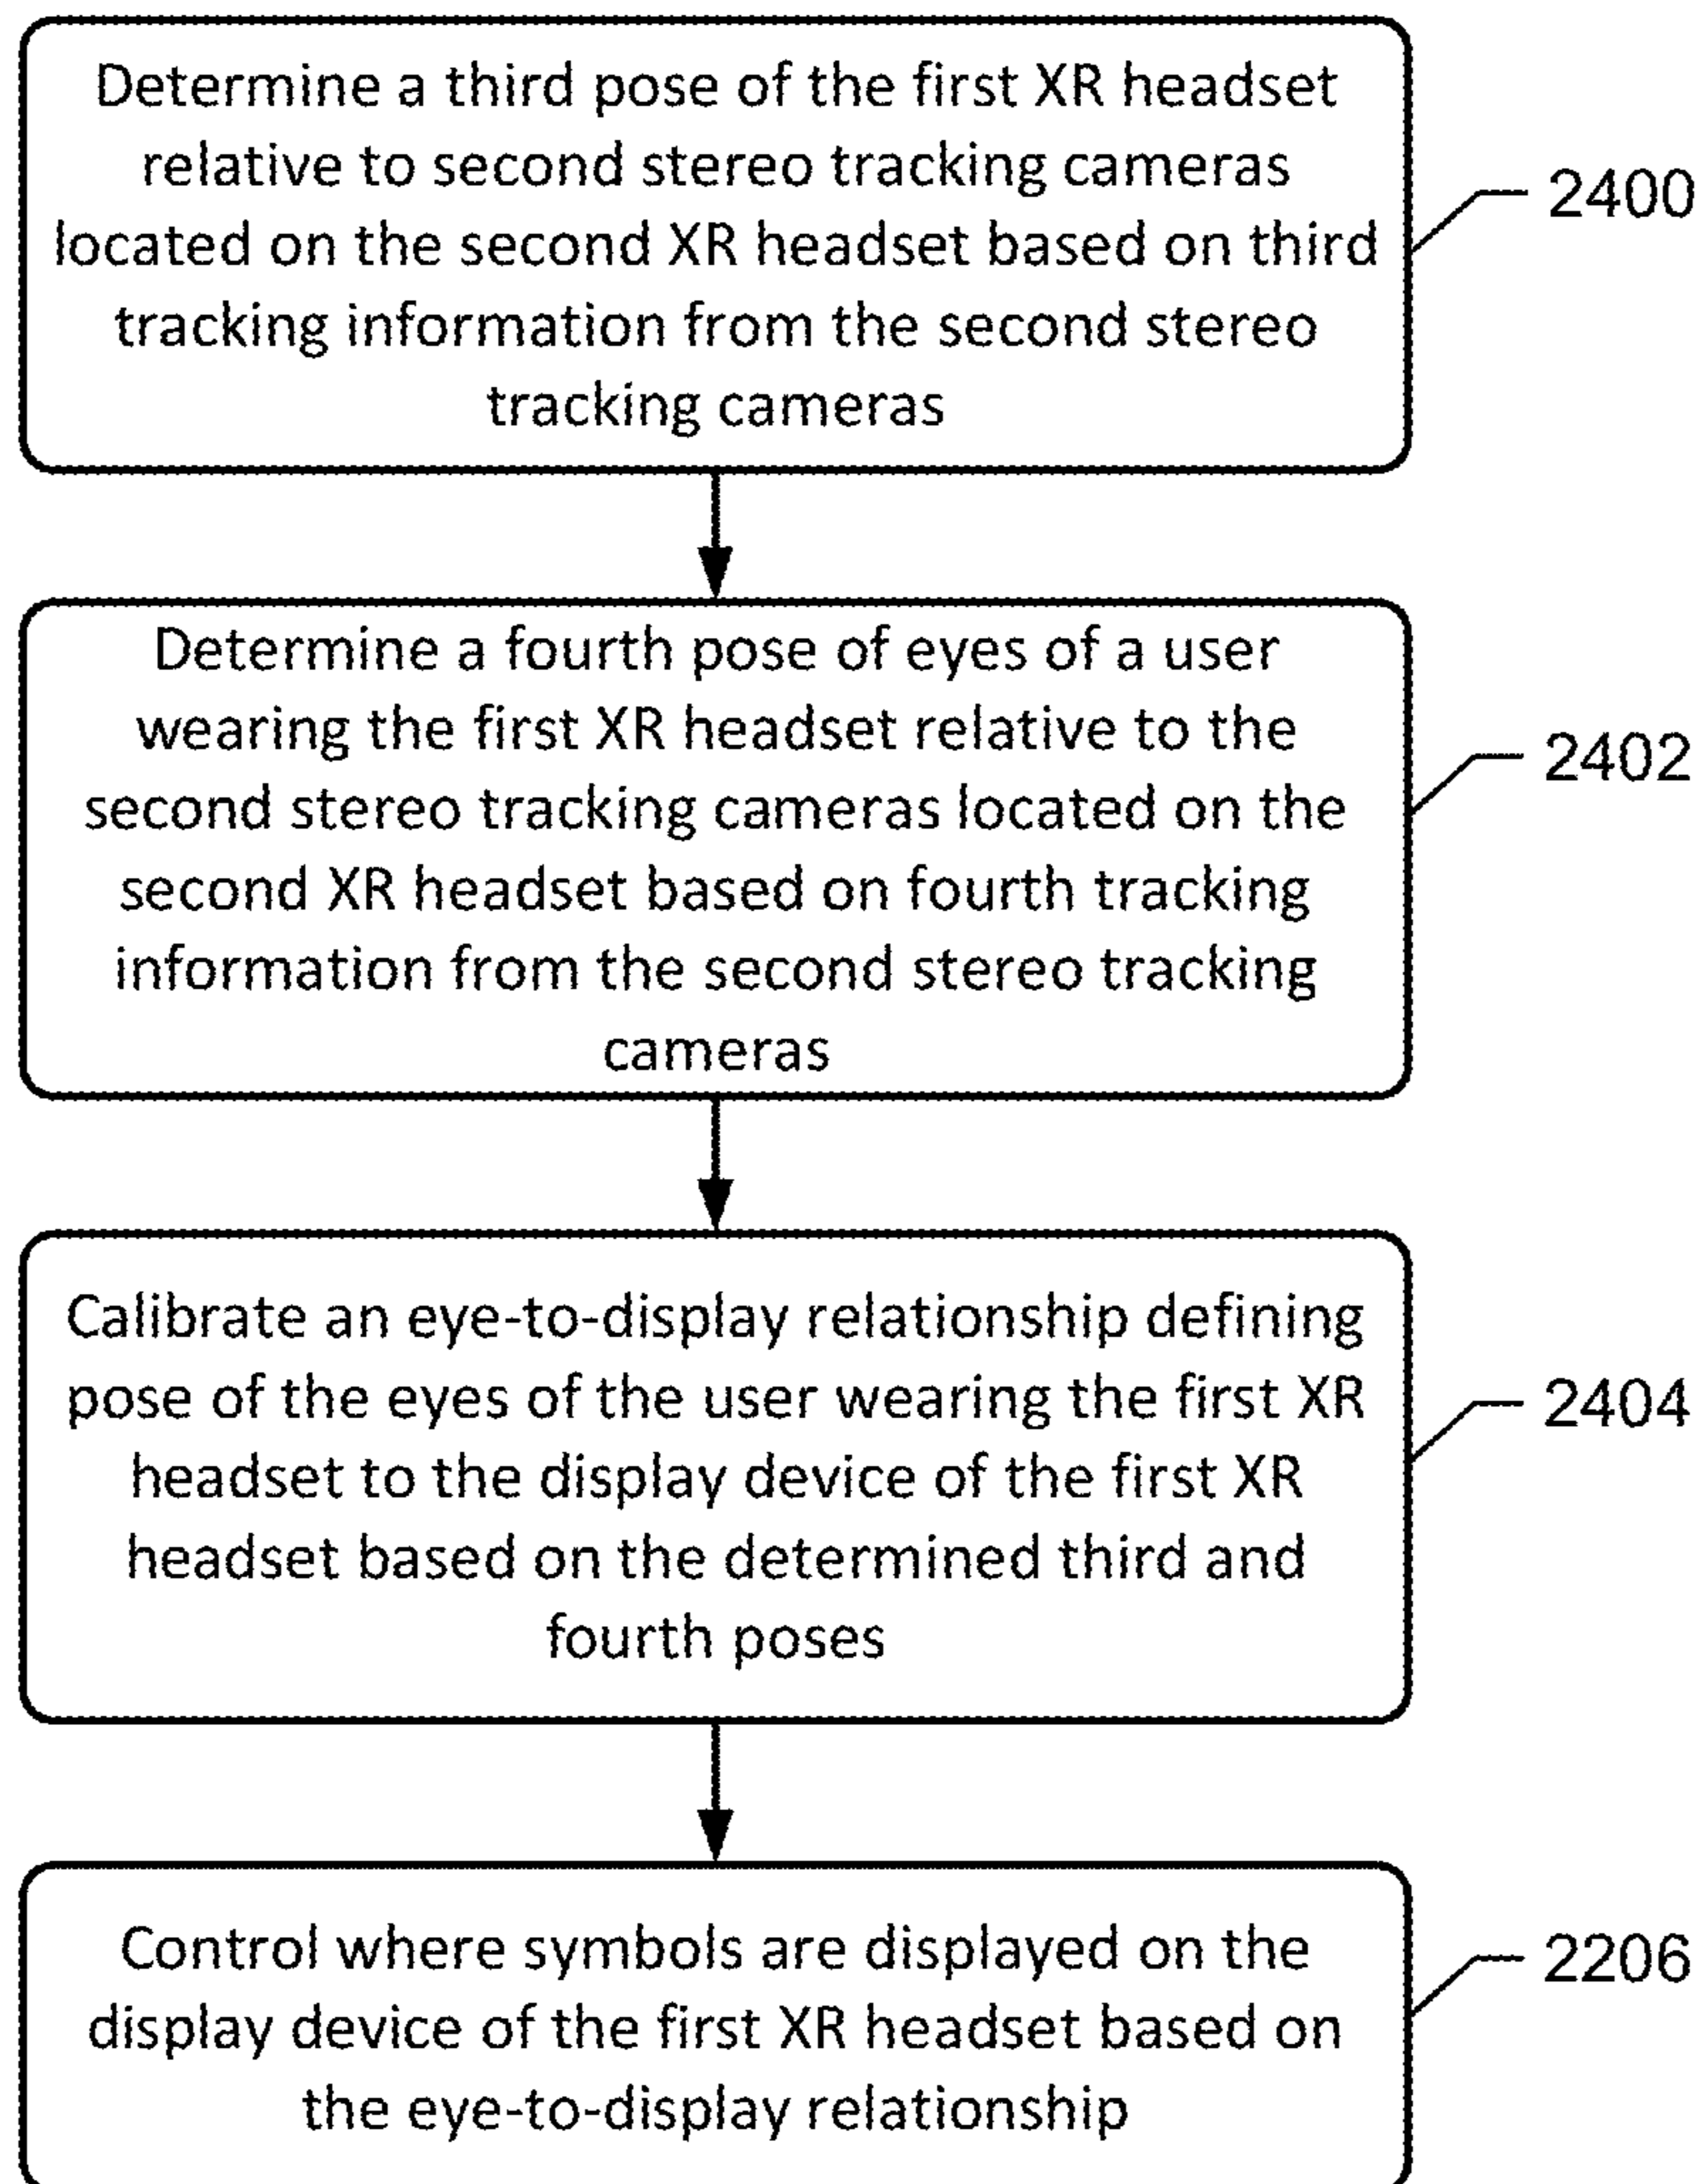 Determine a third pose of the first XR headset
relative to second stereo tracking cameras
located on the second XR headset based on third
tracking information from the second stereo
tracking cameras
2400
Determine a fourth pose of eyes of a user
wearing the first XR headset relative to the
second stereo tracking cameras located on the
second XR headset based on fourth tracking
information from the second stereo tracking
cameras
2402
Calibrate an eye-to-display relationship defining
pose of the eyes of the user wearing the first XR
headset to the display device of the first XR
headset based on the determined third and
fourth poses
2404
Control where symbols are displayed on the
display device of the first XR headset based on
the eye-to-display relationship
2206